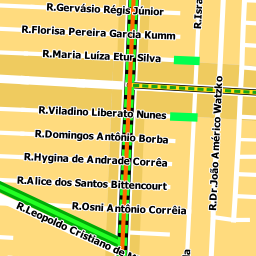 R.Gervásio Régis Júnior
R.Florisa Pereira Garcia Kumm
R.Maria Luíza Etur Silva
R.Isra
R.Viladino Liberato Nunes
R.Domingos Antônio Borba
R.Dr João Américo Watzko
R.Hygina de Andrade Corrêa
R.Alice dos Santos Bittencourt
R.Osni Antônio Corrêia
R.Leopoldo Cristiano de M